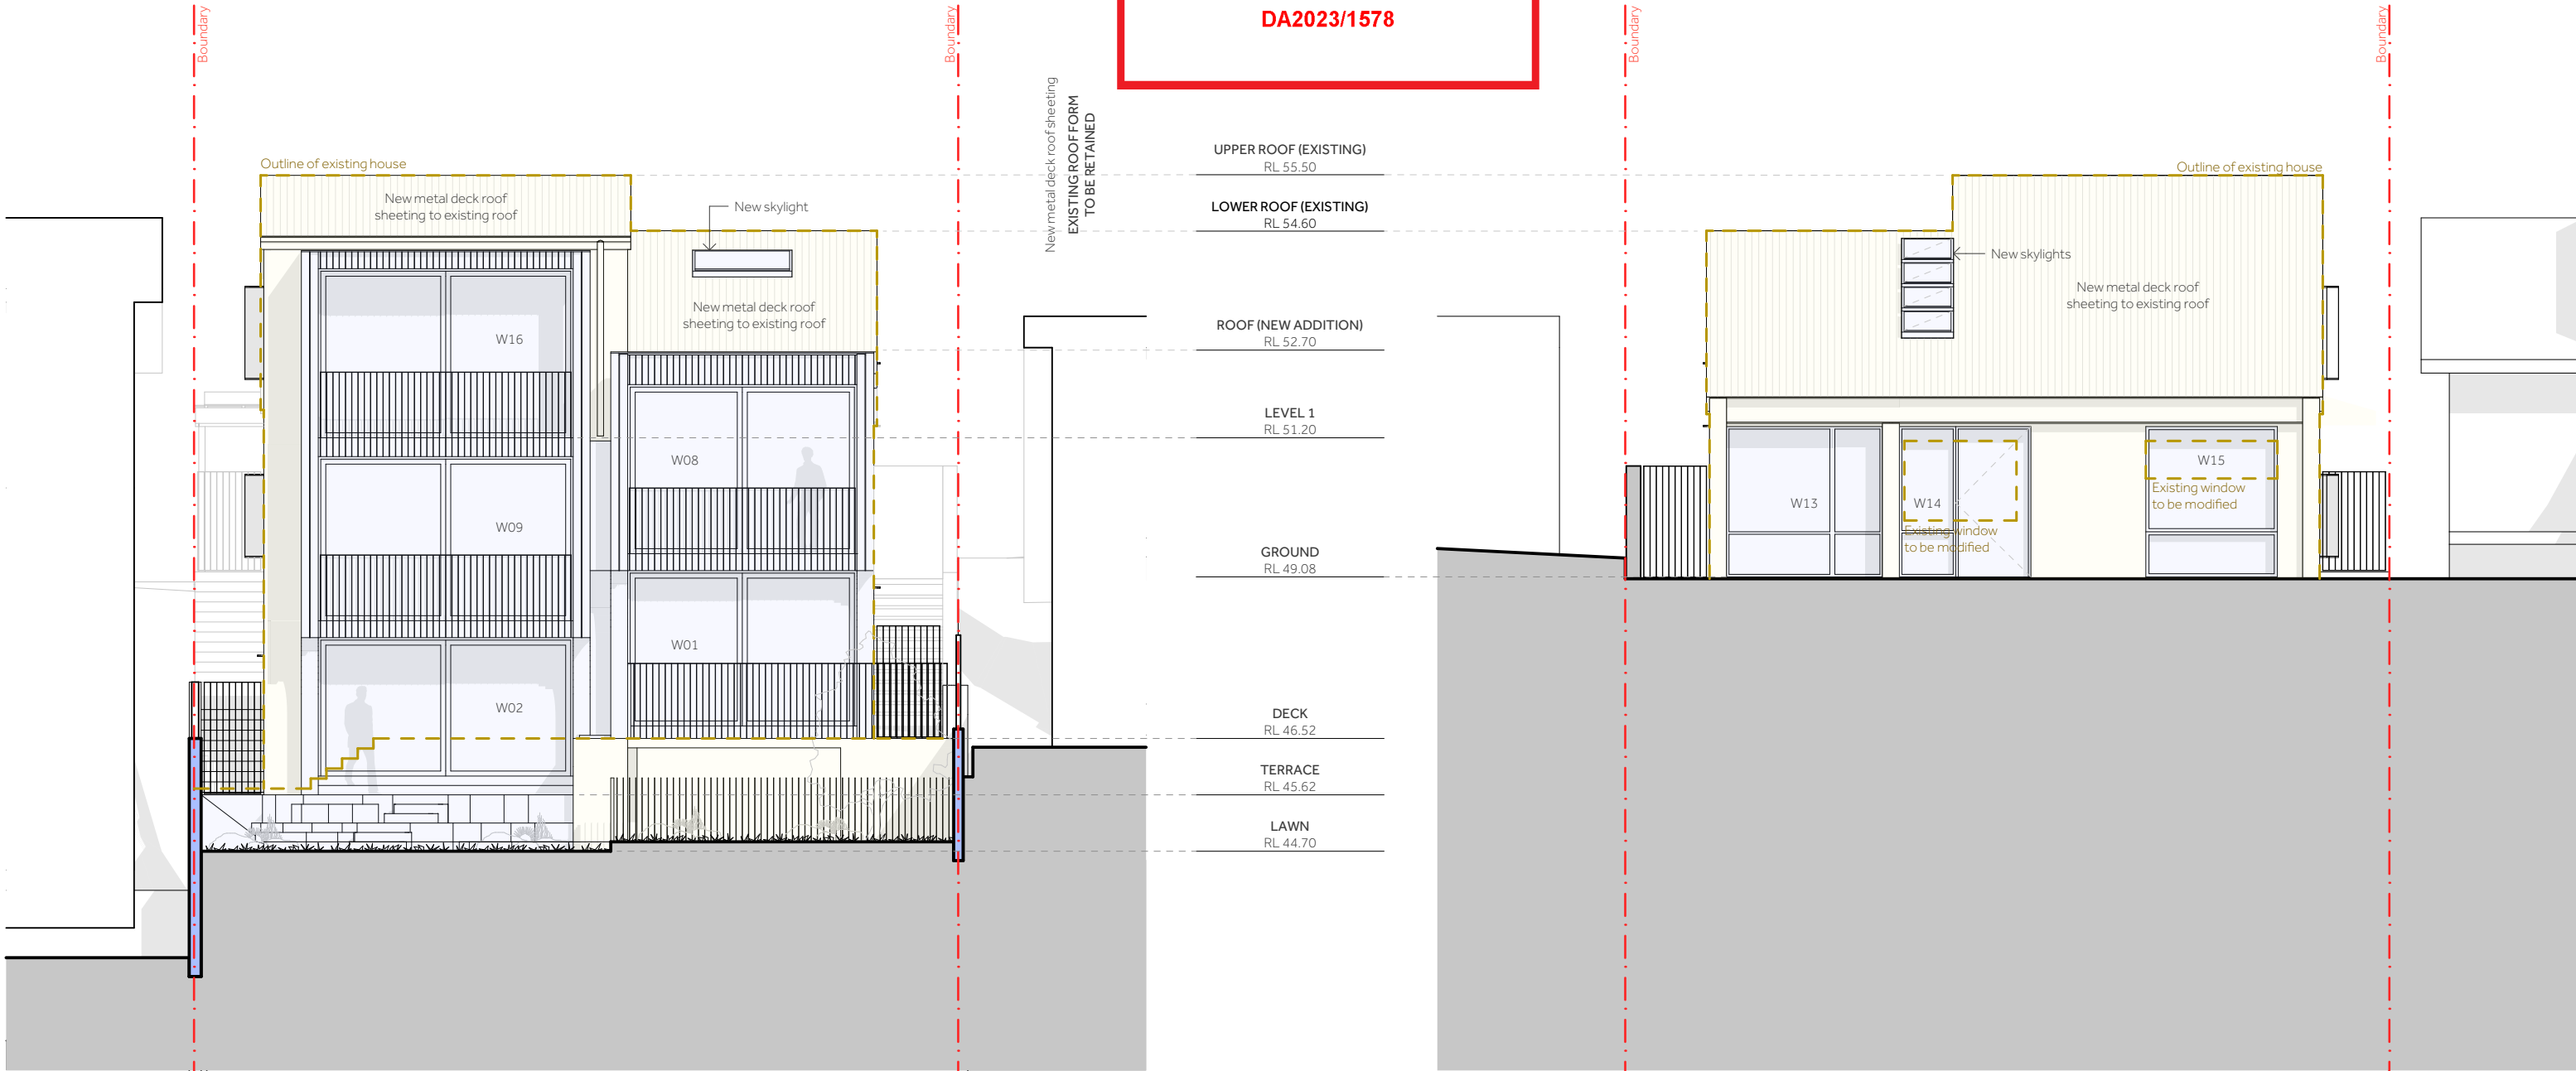 DA2023/1578
Boundary
Boundary
Boundary
Boundary
Outline of existing house
New metal deck roof
sheeting to existing roof
New skylight
New metal deck roof
sheeting to existing roof
W16
W09
W02
W08
W01
New metal deck roof sheeting
EXISTING ROOF FORM
TO BE RETAINED
UPPER ROOF (EXISTING)
RL 55.50
LOWER ROOF (EXISTING)
RL 54.60
ROOF (NEW ADDITION)
RL 52.70
LEVEL 1
RL 51.20
GROUND
RL 49.08
DECK
RL 46.52
TERRACE
RL 45.62
LAWN
RL 44.70
Outline of existing house
New skylights
New metal deck roof
sheeting to existing roof
W13
W14
Existing window
to be modified
W15
Existing window
to be modified